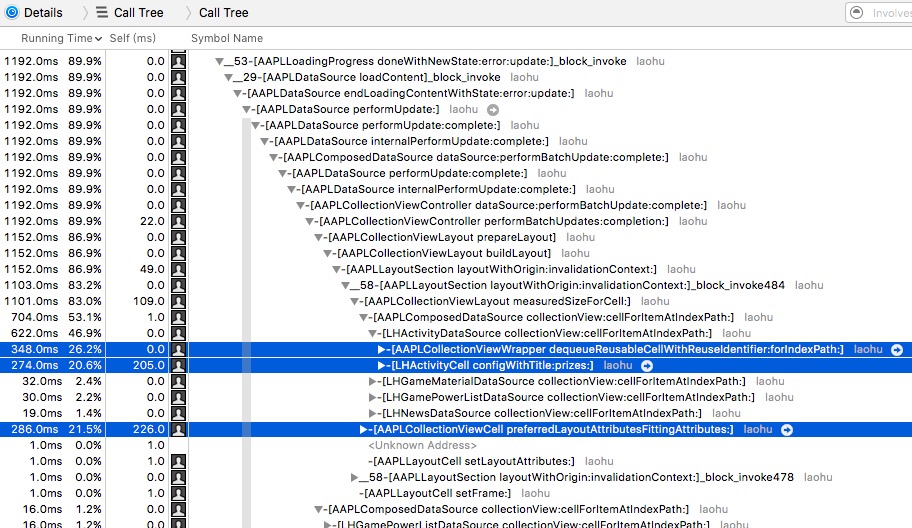 Details Call Tree Call Tree Involves
Running Time Self (ms) Symbol Name
1192.0ms 89.9% 0.0 __53-[AAPLLoadingProgress doneWithNewState:error:update:]_block_invoke laohu
1192.0ms 89.9% 0.0 __29-[AAPLDataSource loadContent]_block_invoke laohu
1192.0ms 89.9% 0.0 -[AAPLDataSource endLoadingContentWithState:error:update:] laohu
1192.0ms 89.9% 0.0 -[AAPLDataSource performUpdate:] laohu
1192.0ms 89.9% 0.0 -[AAPLDataSource performUpdate:complete:] laohu
1192.0ms 89.9% 0.0 -[AAPLDataSource internalPerformUpdate:complete:] laohu
1192.0ms 89.9% 0.0 -[AAPLComposedDataSource dataSource:performBatchUpdate:complete:] laohu
1192.0ms 89.9% 0.0 -[AAPLDataSource performUpdate:complete:] laohu
1192.0ms 89.9% 0.0 -[AAPLDataSource internalPerformUpdate:complete:] laohu
1192.0ms 89.9% 0.0 -[AAPLCollectionViewController dataSource:performBatchUpdate:complete:] laohu
1192.0ms 89.9% 22.0 -[AAPLCollectionViewController performBatchUpdates:completion:] laohu
1152.0ms 86.9% 0.0 -[AAPLCollectionViewLayout prepareLayout] laohu
1152.0ms 86.9% 0.0 -[AAPLCollectionViewLayout buildLayout] laohu
1152.0ms 86.9% 49.0 -[AAPLLayoutSection layoutWithOrigin:invalidationContext:] laohu
1103.0ms 83.2% 0.0 __58-[AAPLLayoutSection layoutWithOrigin:invalidationContext:]_block_invoke484 laohu
1101.0ms 83.0% 109.0 -[AAPLCollectionViewLayout measuredSizeForCell:] laohu
704.0ms 53.1% 1.0 -[AAPLComposedDataSource collectionView:cellForItemAtIndexPath:] laohu
622.0ms 46.9% 0.0 -[LHActivityDataSource collectionView:cellForItemAtIndexPath:] laohu
348.0ms 26.2% 0.0 -[AAPLCollectionViewWrapper dequeueReusableCellWithReuseIdentifier:forIndexPath:] laohu
274.0ms 20.6% 205.0 -[LHActivityCell configWithTitle:prizes:] laohu
32.0ms 2.4% 0.0 -[LHGameMaterialDataSource collectionView:cellForItemAtIndexPath:] laohu
30.0ms 2.2% 0.0 -[LHGamePowerListDataSource collectionView:cellForItemAtIndexPath:] laohu
19.0ms 1.4% 0.0 -[LHNewsDataSource collectionView:cellForItemAtIndexPath:] laohu
286.0ms 21.5% 226.0 -[AAPLCollectionViewCell preferredLayoutAttributesFittingAttributes:] laohu
1.0ms 0.0% 1.0 <Unknown Address>
1.0ms 0.0% 1.0 -[AAPLLayoutCell setLayoutAttributes:] laohu
1.0ms 0.0% 0.0 __58-[AAPLLayoutSection layoutWithOrigin:invalidationContext:]_block_invoke478 laohu
1.0ms 0.0% 1.0 -[AAPLLayoutCell setFrame:] laohu
16.0ms 1.2% 0.0 -[AAPLComposedDataSource collectionView:cellForItemAtIndexPath:] laohu
16.0ms 1.2% 0.0 -[LHGamePowerListDataSource collectionView:cellForItemAtIndexPath:] laohu